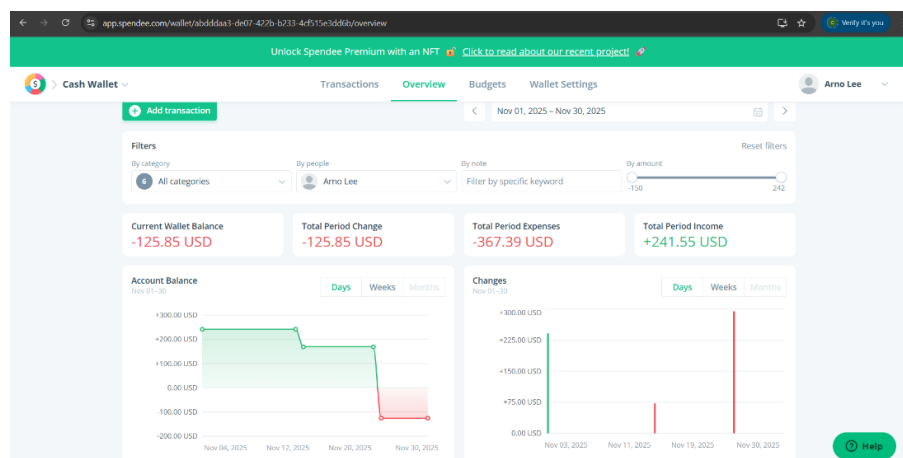 app.spendee.com/wallet/abdddaa3-de07-422b-b233-4cf515e3dd6b/overview
Verify it's you
Unlock Spendee Premium with an NFT 🔓 Click to read about our recent project! 🚀
Cash Wallet
Transactions Overview Budgets Wallet Settings
Arno Lee
Add transaction
Nov 01, 2025 – Nov 30, 2025
Filters
Reset filters
By category By people By note By amount
6 All categories Arno Lee Filter by specific keyword
-150 242
Current Wallet Balance Total Period Change Total Period Expenses Total Period Income
-125.85 USD -125.85 USD -367.39 USD +241.55 USD
Account Balance
Nov 01–30
Days Weeks Months
+300.00 USD
+200.00 USD
+100.00 USD
0.00 USD
-100.00 USD
-200.00 USD
Nov 04, 2025 Nov 12, 2025 Nov 20, 2025 Nov 30, 2025
Changes
Nov 01–30
Days Weeks Months
+300.00 USD
+225.00 USD
+150.00 USD
+75.00 USD
0.00 USD
Nov 03, 2025 Nov 11, 2025 Nov 19, 2025 Nov 30, 2025
Help